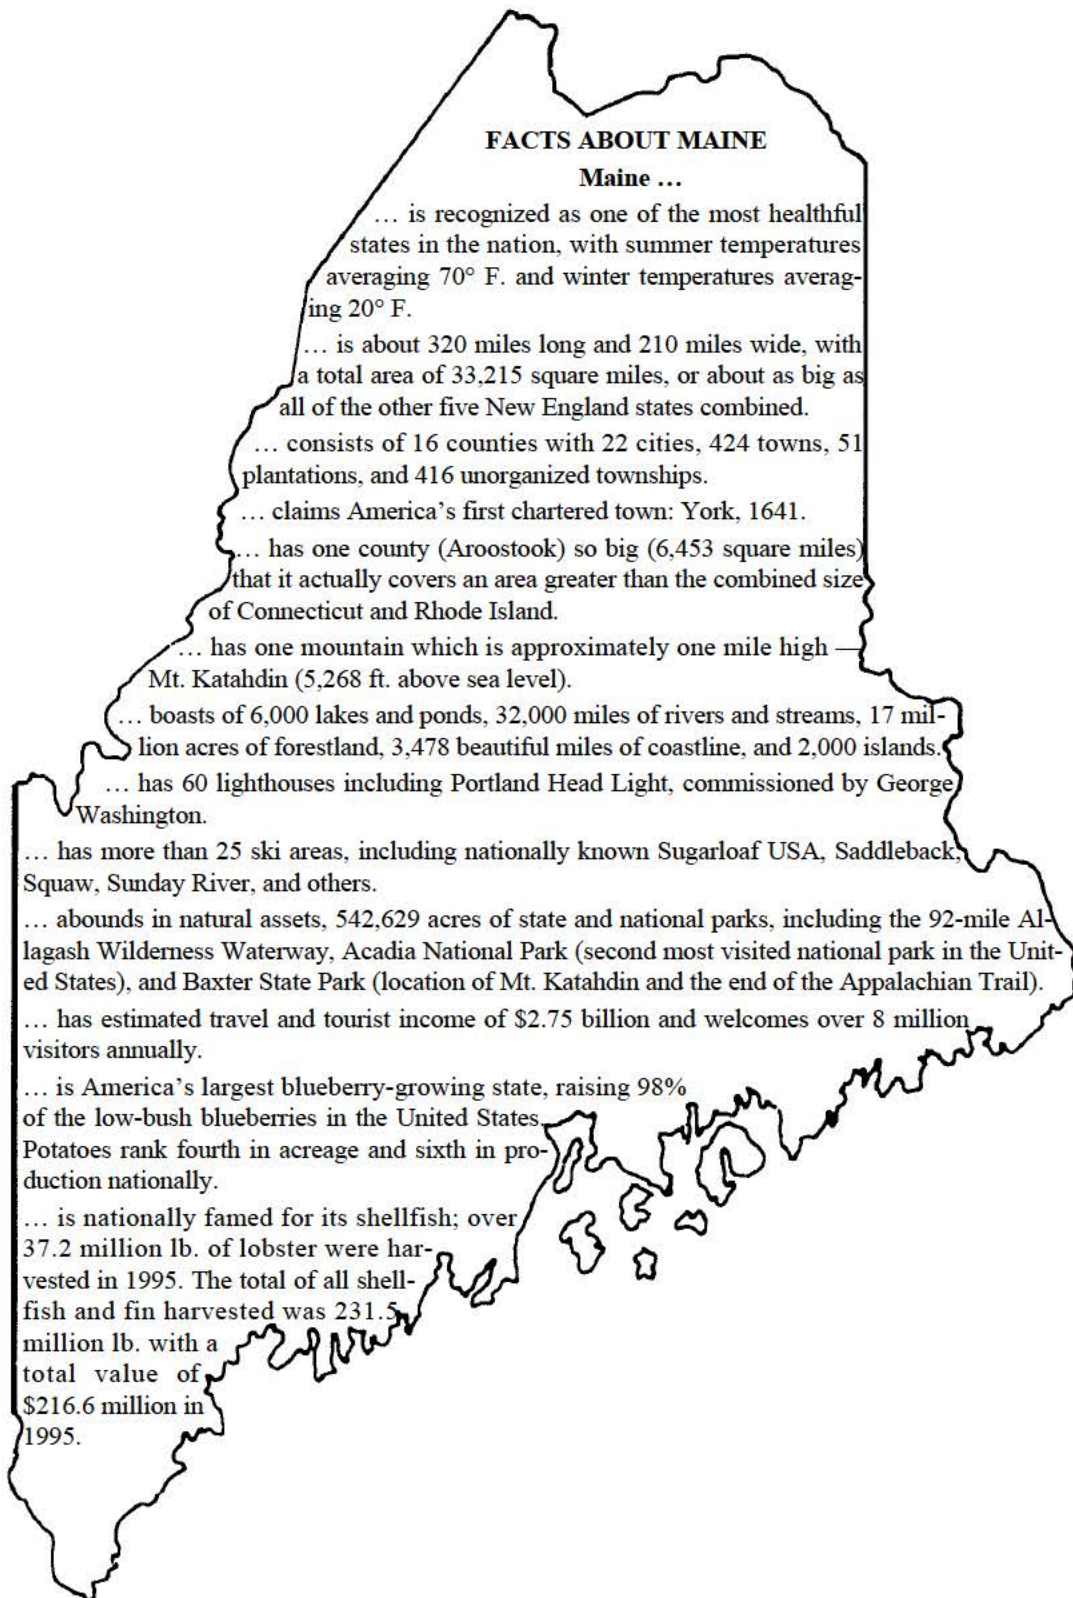 FACTS ABOUT MAINE
Maine …
… is recognized as one of the most healthful
states in the nation, with summer temperatures
averaging 70° F. and winter temperatures averag-
ing 20° F.
… is about 320 miles long and 210 miles wide, with
a total area of 33,215 square miles, or about as big as
all of the other five New England states combined.
… consists of 16 counties with 22 cities, 424 towns, 51
plantations, and 416 unorganized townships.
… claims America’s first chartered town: York, 1641.
… has one county (Aroostook) so big (6,453 square miles)
that it actually covers an area greater than the combined size
of Connecticut and Rhode Island.
… has one mountain which is approximately one mile high —
Mt. Katahdin (5,268 ft. above sea level).
… boasts of 6,000 lakes and ponds, 32,000 miles of rivers and streams, 17 mil-
lion acres of forestland, 3,478 beautiful miles of coastline, and 2,000 islands.
… has 60 lighthouses including Portland Head Light, commissioned by George
Washington.
… has more than 25 ski areas, including nationally known Sugarloaf USA, Saddleback,
Squaw, Sunday River, and others.
… abounds in natural assets, 542,629 acres of state and national parks, including the 92-mile Al-
lagash Wilderness Waterway, Acadia National Park (second most visited national park in the Unit-
ed States), and Baxter State Park (location of Mt. Katahdin and the end of the Appalachian Trail).
… has estimated travel and tourist income of $2.75 billion and welcomes over 8 million
visitors annually.
… is America’s largest blueberry-growing state, raising 98%
of the low-bush blueberries in the United States.
Potatoes rank fourth in acreage and sixth in pro-
duction nationally.
… is nationally famed for its shellfish; over
37.2 million lb. of lobster were har-
vested in 1995. The total of all shell-
fish and fin harvested was 231.5
million lb. with a
total value of
$216.6 million in
1995.